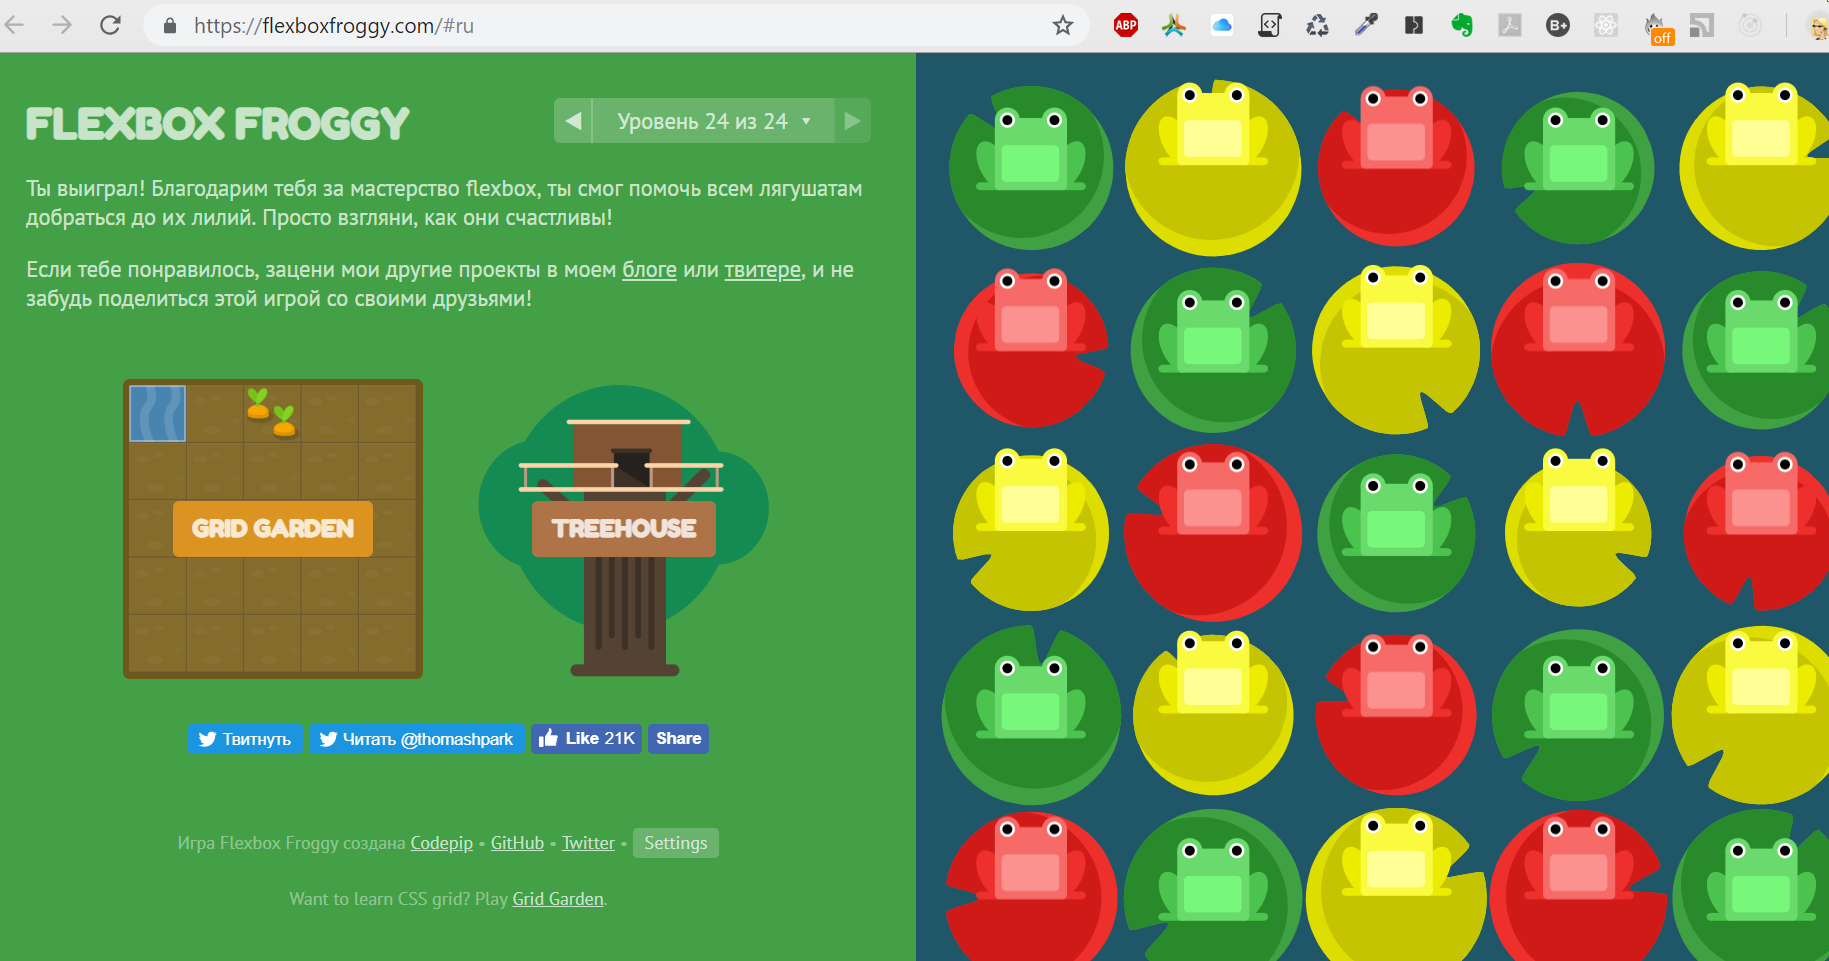 https://flexboxfroggy.com/#ru
ABP
B+
off
FLEXBOX FROGGY
Уровень 24 из 24
Ты выиграл! Благодарим тебя за мастерство flexbox, ты смог помочь всем лягушатам
добраться до их лилий. Просто взгляни, как они счастливы!
Если тебе понравилось, зацени мои другие проекты в моем блоге или твитере, и не
забудь поделиться этой игрой со своими друзьями!
GRID GARDEN
TREEHOUSE
Твитнуть
Читать @thomashpark
Like 21K
Share
Игра Flexbox Froggy создана Codepip • GitHub • Twitter • Settings
Want to learn CSS grid? Play Grid Garden.